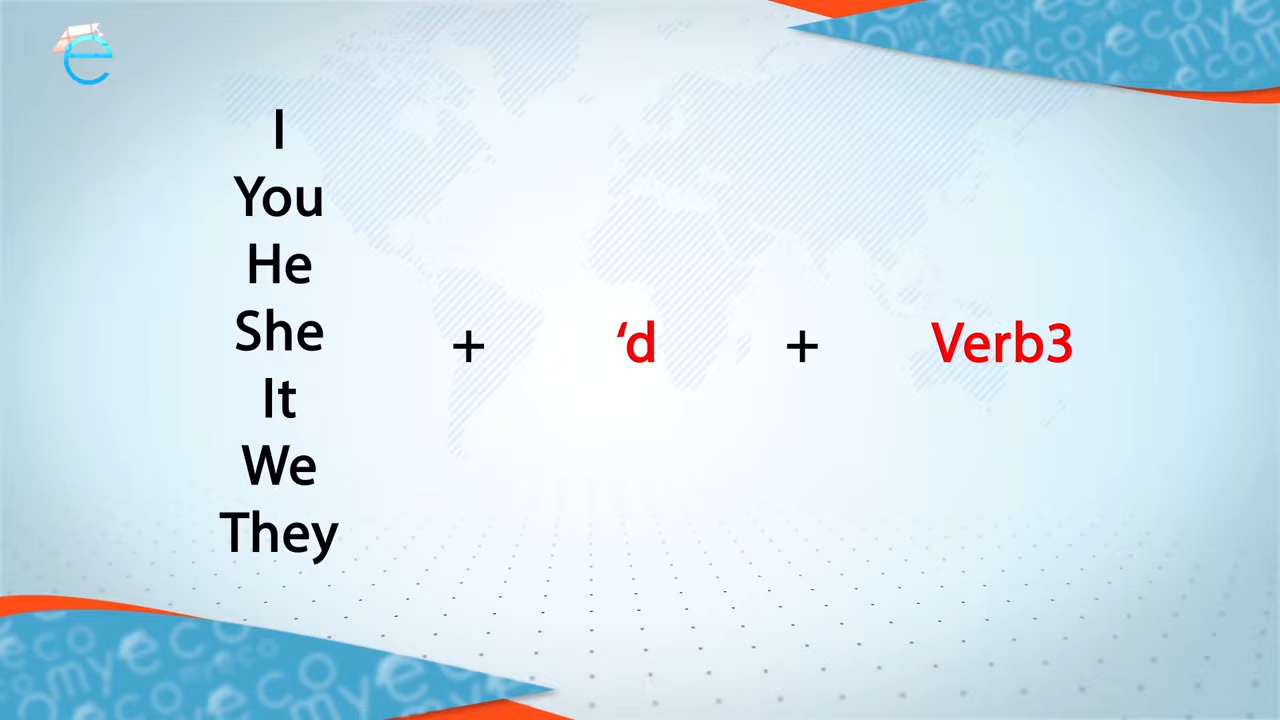 I
You
He
She
It
We
They
+ ‘d + Verb3